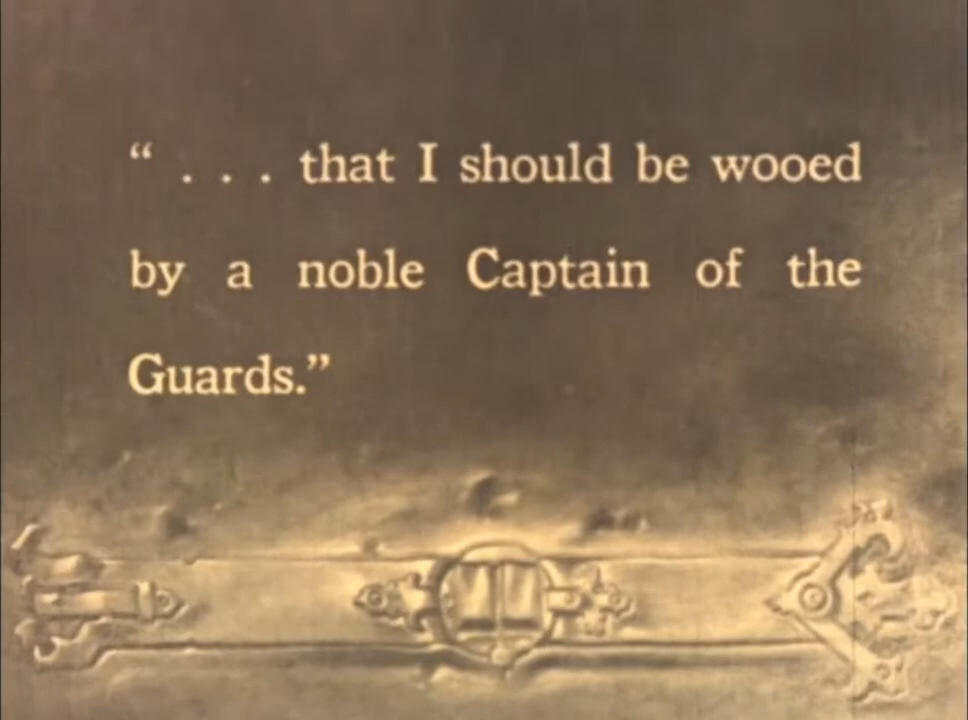 “ . . . that I should be wooed
by a noble Captain of the
Guards.”